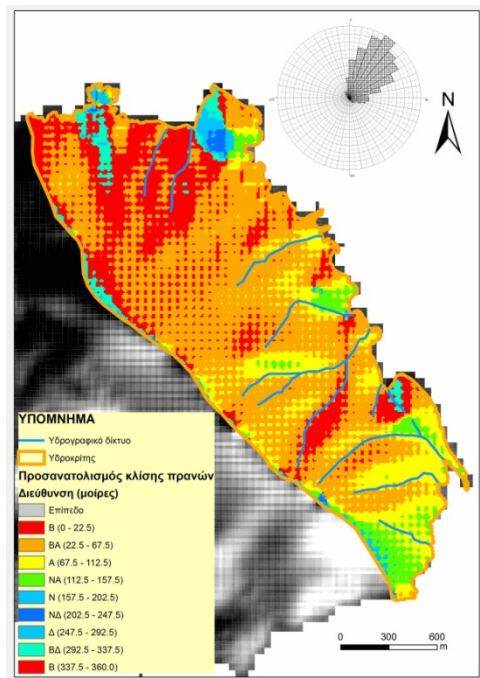 N
ΥΠΟΜΝΗΜΑ
Υδρογραφικό δίκτυο
Υδροκρίτης
Προσανατολισμός κλίσης πρανών
Διεύθυνση (μοίρες)
Επίπεδο
Β (0 - 22.5)
ΒΑ (22.5 - 67.5)
Α (67.5 - 112.5)
ΝΑ (112.5 - 157.5)
Ν (157.5 - 202.5)
ΝΔ (202.5 - 247.5)
Δ (247.5 - 292.5)
ΒΔ (292.5 - 337.5)
Β (337.5 - 360.0)
0 300 600
m